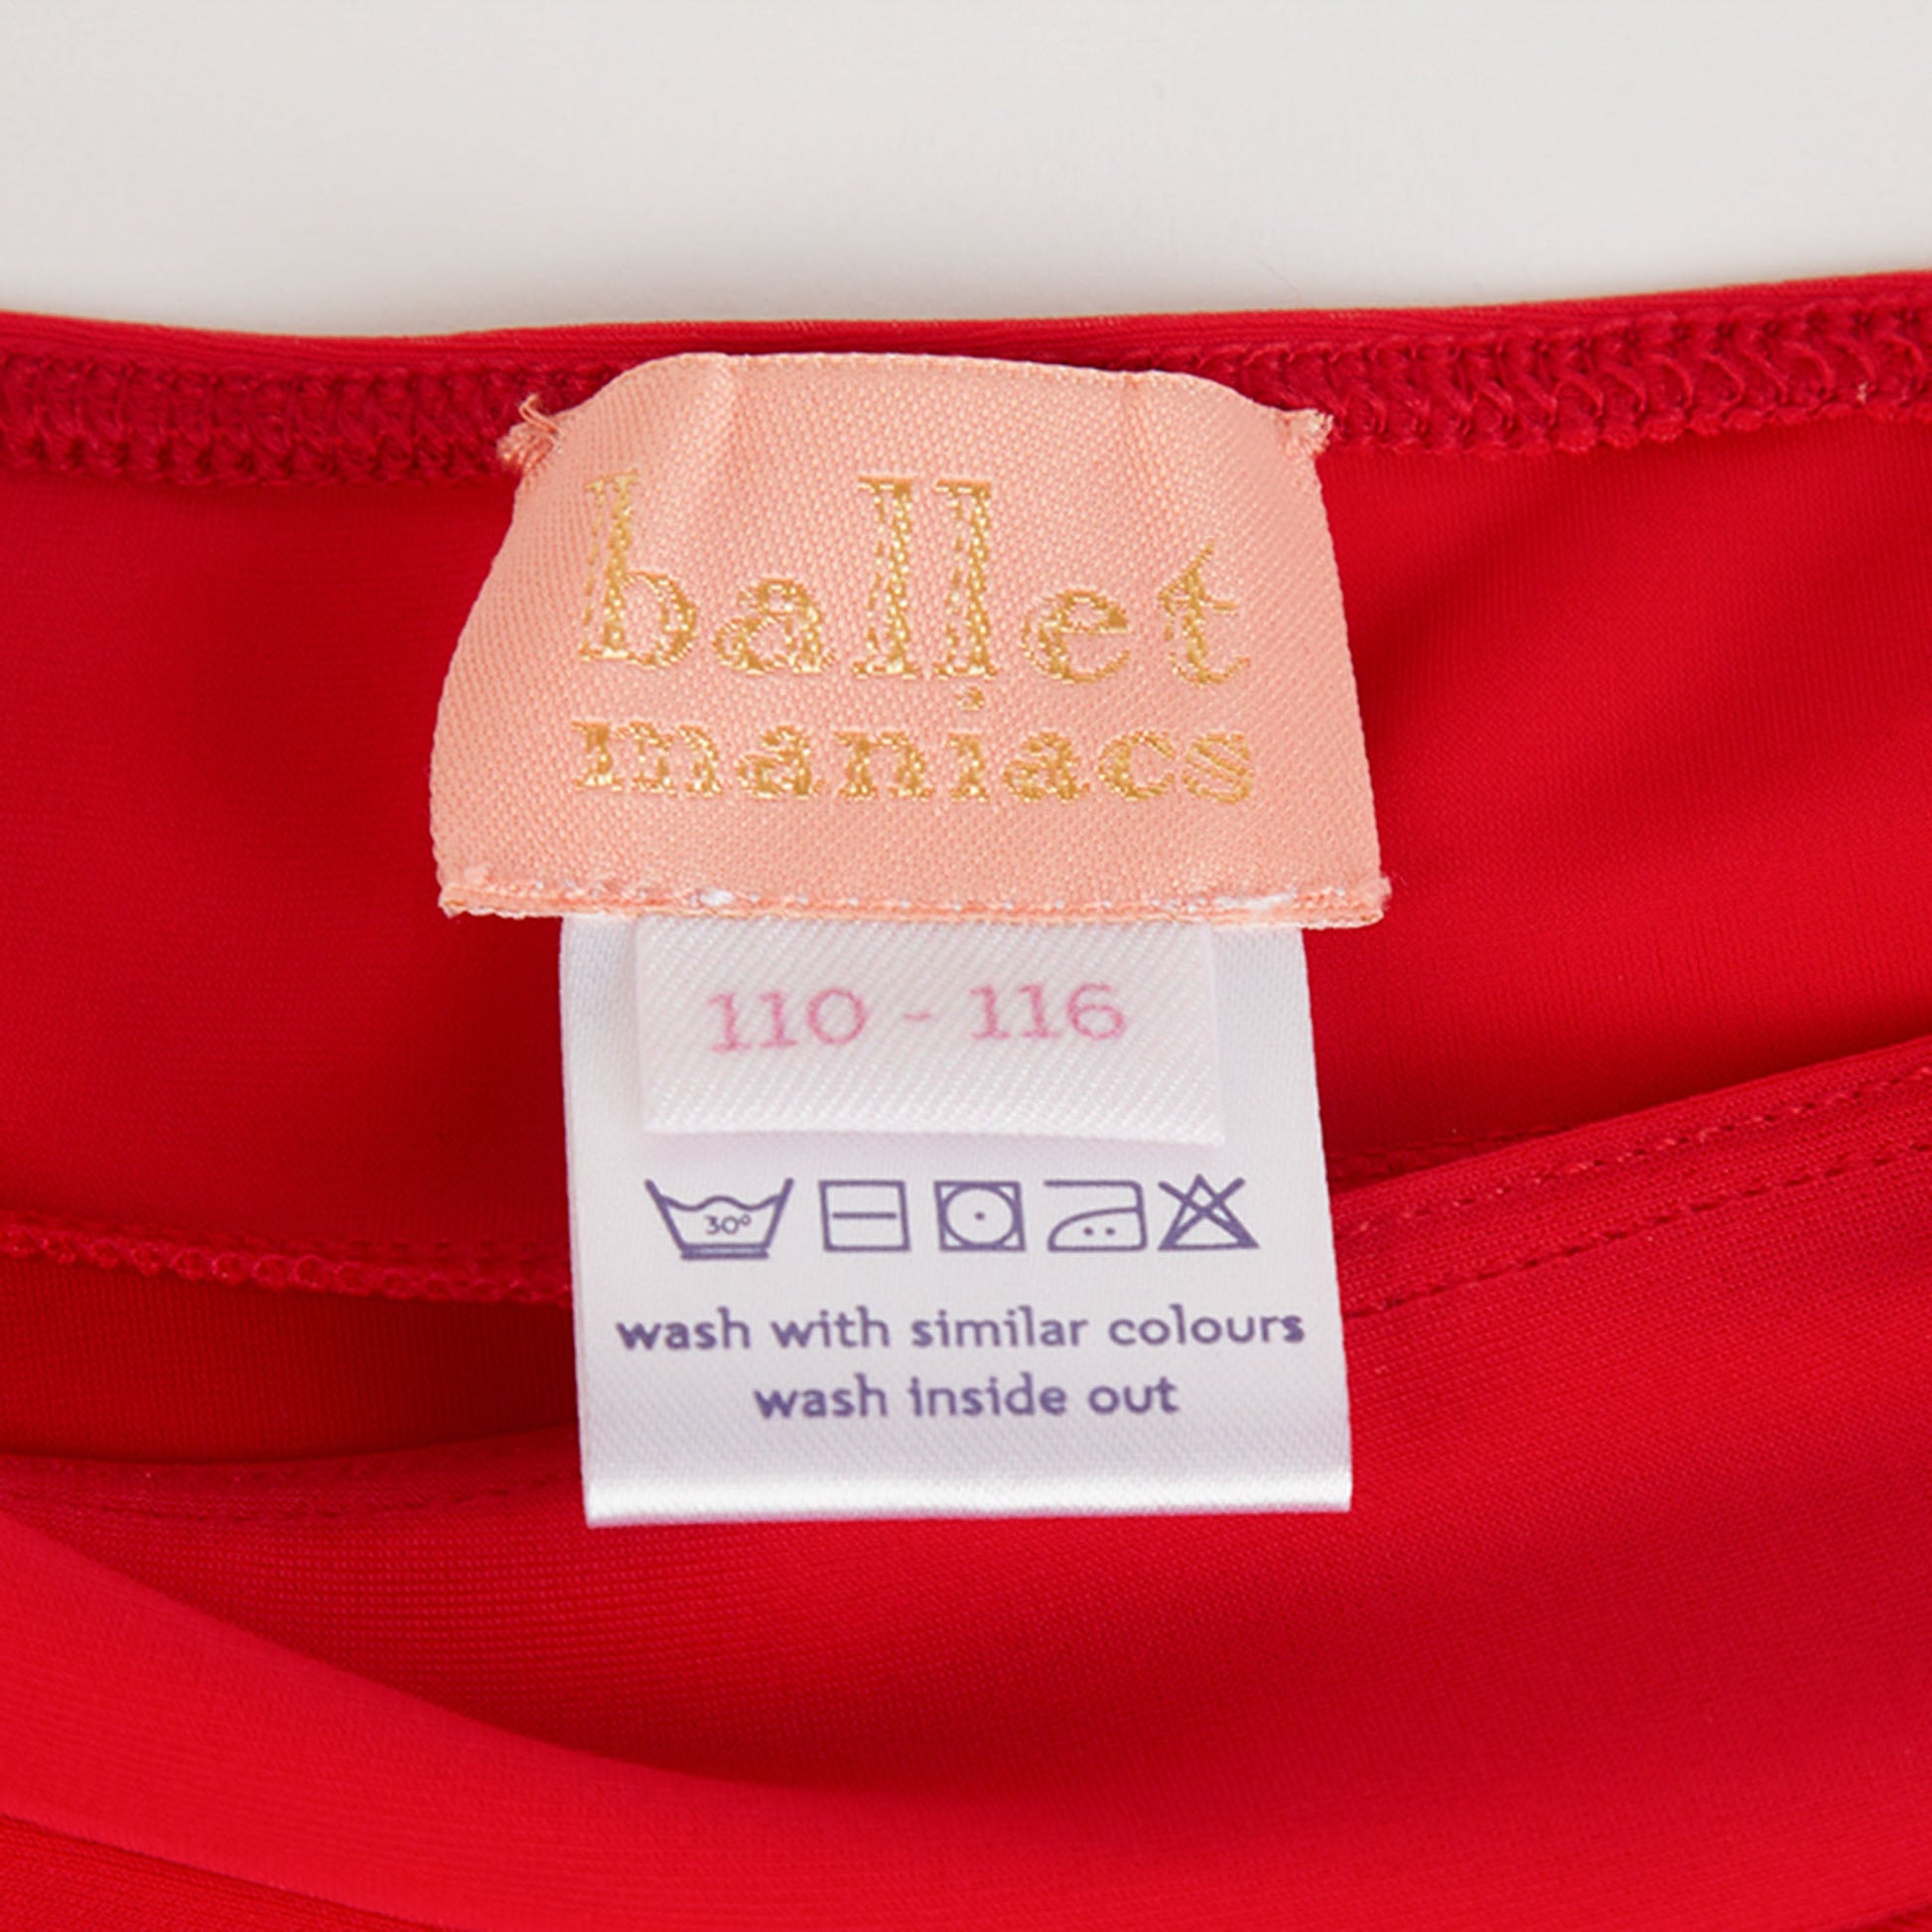 ballet
maniacs
110 - 116
30°
wash with similar colours
wash inside out